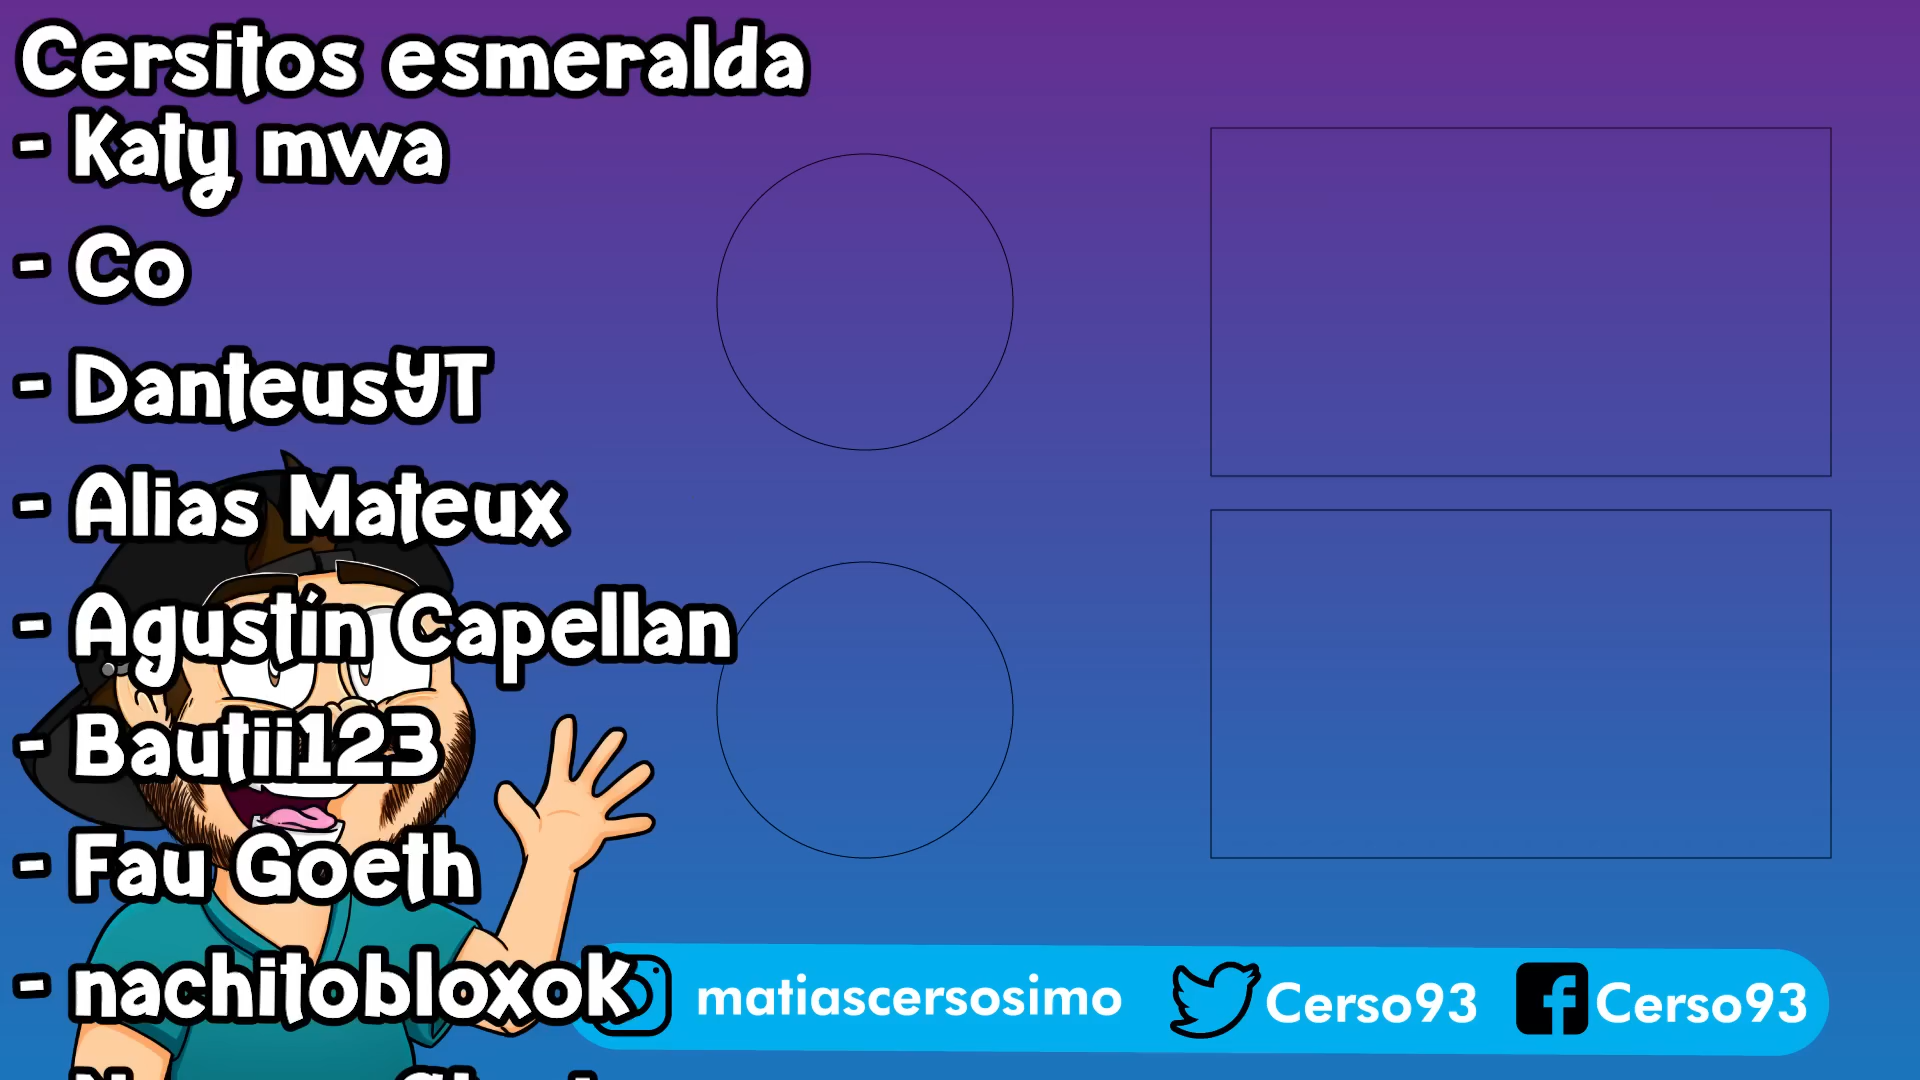 Cersitos esmeralda
- Katy mwa
- Co
- DanteusYT
- Alias Mateux
- Agustín Capellan
- Bautii123
- Fau Goeth
- nachitobloxok
matiascersosimo
Cerso93
Cerso93